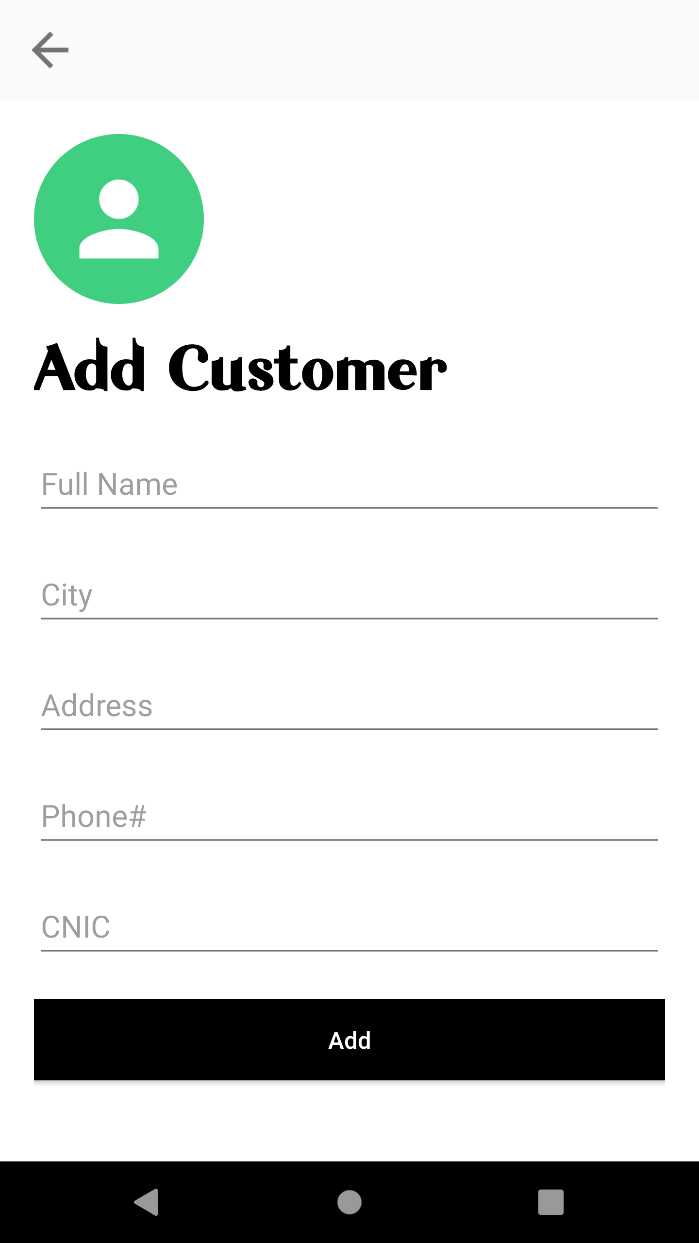 Add Customer
Full Name
City
Address
Phone#
CNIC
Add